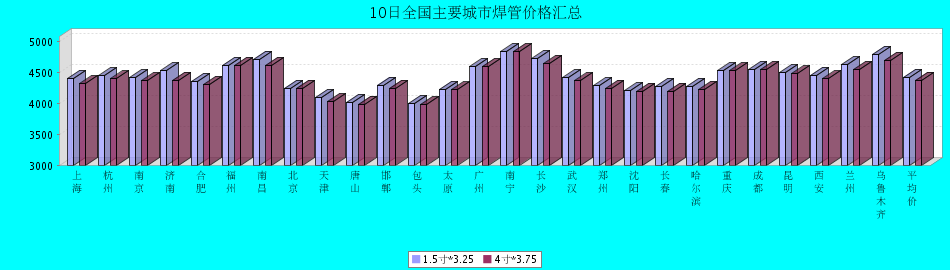 10日全国主要城市焊管价格汇总
5000
4500
4000
3500
3000
上海 杭州 南京 济南 合肥 福州 南昌 北京 天津 唐山 邯郸 包头 太原 广州 南宁 长沙 武汉 郑州 沈阳 长春 哈尔滨 重庆 成都 昆明 西安 兰州 乌鲁木齐 平均价
1.5寸*3.25 4寸*3.75